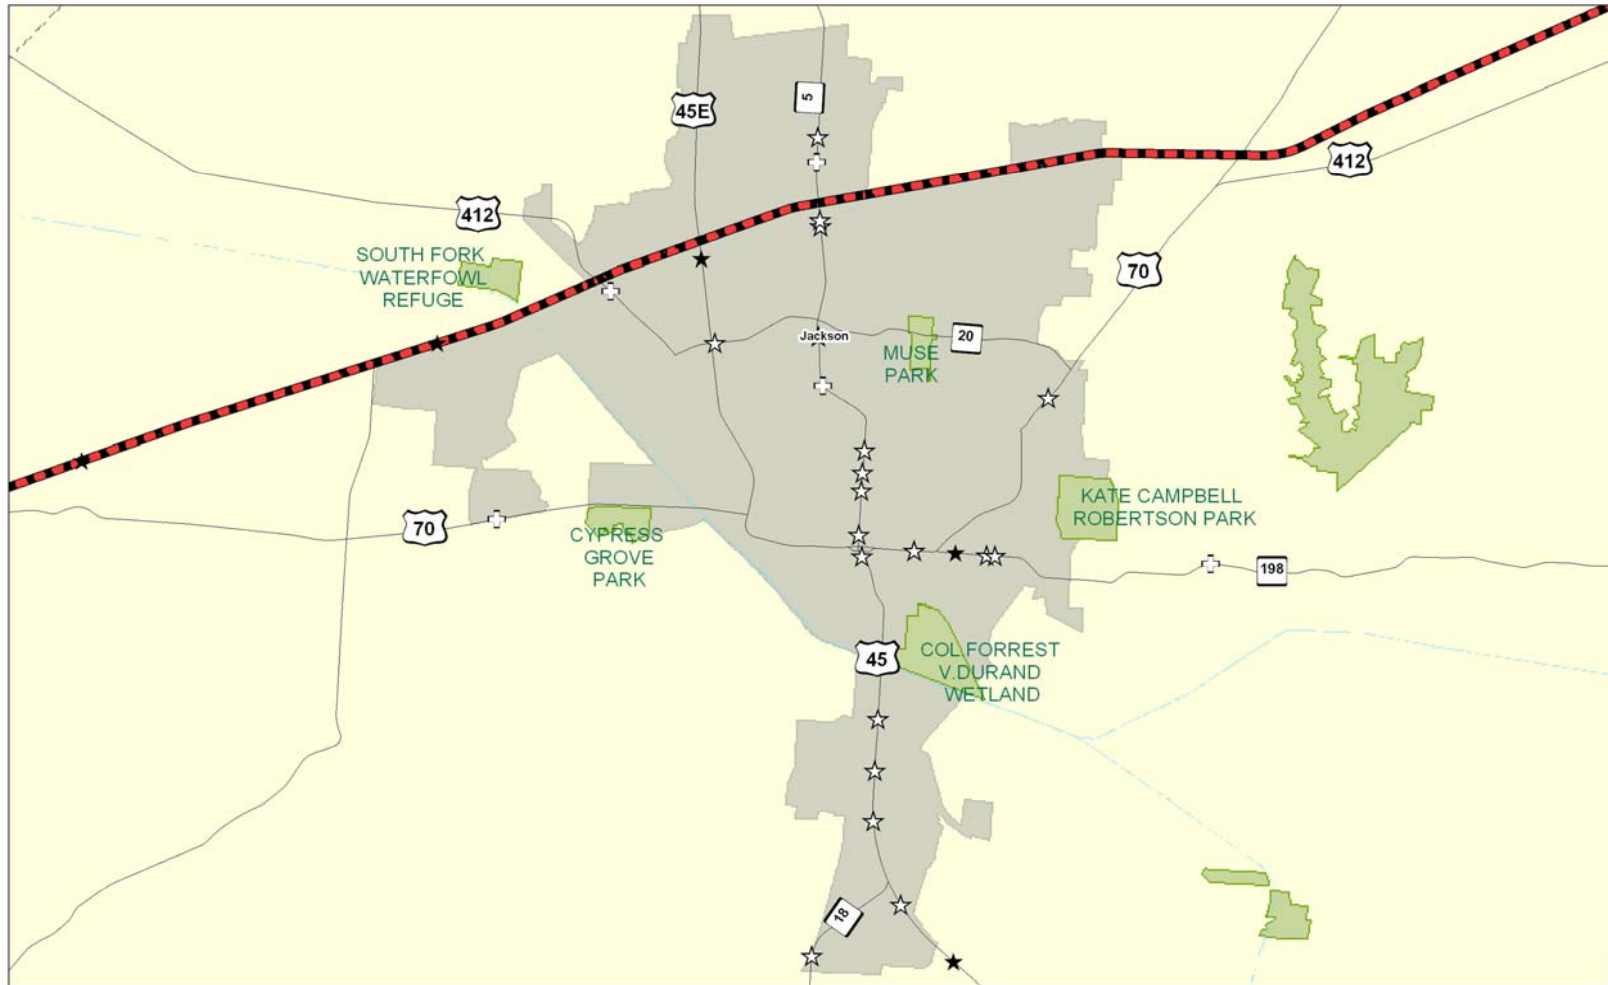 5
45E
412
412
SOUTH FORK
WATERFOWL
REFUGE
70
Jackson
20
MUSE
PARK
KATE CAMPBELL
ROBERTSON PARK
70
CYPRESS
GROVE
PARK
198
45
COL.FORREST
V.DURAND
WETLAND
18